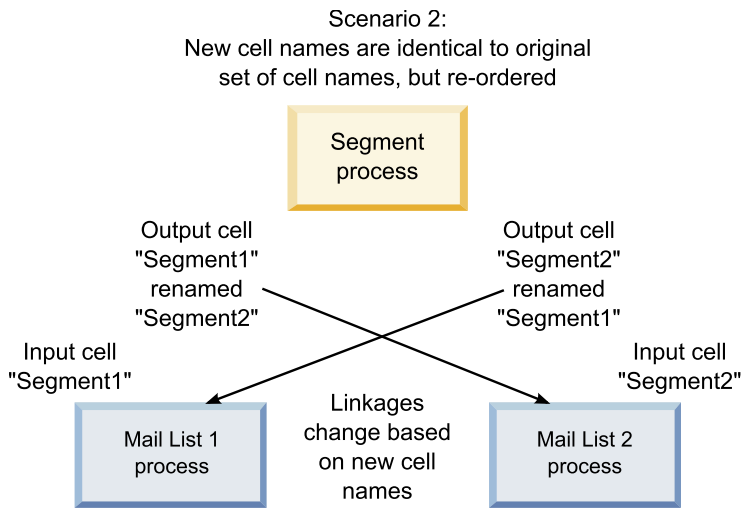 Scenario 2:
New cell names are identical to original
set of cell names, but re-ordered
Segment
process
Output cell
"Segment1"
renamed
"Segment2"
Output cell
"Segment2"
renamed
"Segment1"
Input cell
"Segment1"
Input cell
"Segment2"
Mail List 1
process
Linkages
change based
on new cell
names
Mail List 2
process